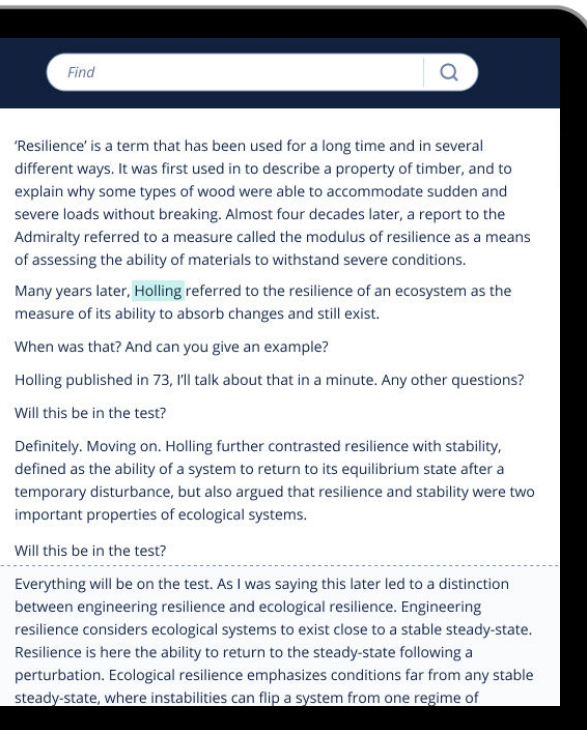 Find
‘Resilience’ is a term that has been used for a long time and in several
different ways. It was first used in to describe a property of timber, and to
explain why some types of wood were able to accommodate sudden and
severe loads without breaking. Almost four decades later, a report to the
Admiralty referred to a measure called the modulus of resilience as a means
of assessing the ability of materials to withstand severe conditions.
Many years later, Holling referred to the resilience of an ecosystem as the
measure of its ability to absorb changes and still exist.
When was that? And can you give an example?
Holling published in 73, I’ll talk about that in a minute. Any other questions?
Will this be in the test?
Definitely. Moving on. Holling further contrasted resilience with stability,
defined as the ability of a system to return to its equilibrium state after a
temporary disturbance, but also argued that resilience and stability were two
important properties of ecological systems.
Will this be in the test?
Everything will be on the test. As I was saying this later led to a distinction
between engineering resilience and ecological resilience. Engineering
resilience considers ecological systems to exist close to a stable steady-state.
Resilience is here the ability to return to the steady-state following a
perturbation. Ecological resilience emphasizes conditions far from any stable
steady-state, where instabilities can flip a system from one regime of